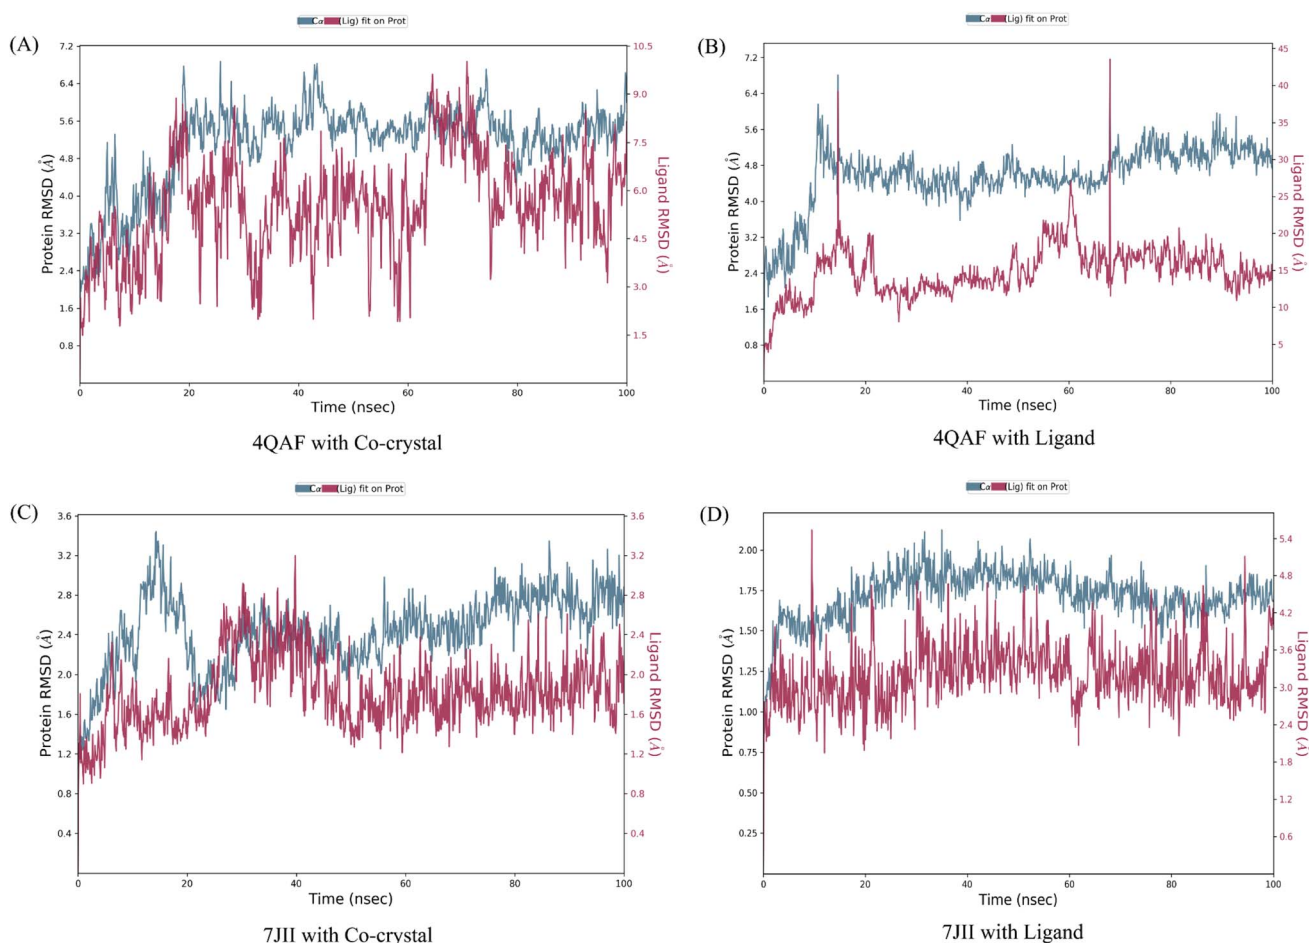 Cα (Lig) fit on Prot
(A)
7.2
6.4
5.6
4.8
4.0
3.2
2.4
1.6
0.8
Protein RMSD (Å)
10.5
9.0
7.5
6.0
4.5
3.0
1.5
Ligand RMSD (Å)
0 20 40 60 80 100
Time (nsec)
4QAF with Co-crystal
Cα (Lig) fit on Prot
(B)
7.2
6.4
5.6
4.8
4.0
3.2
2.4
1.6
0.8
Protein RMSD (Å)
45
40
35
30
25
20
15
10
5
Ligand RMSD (Å)
0 20 40 60 80 100
Time (nsec)
4QAF with Ligand
Cα (Lig) fit on Prot
(C)
3.6
3.2
2.8
2.4
2.0
1.6
1.2
0.8
0.4
Protein RMSD (Å)
3.6
3.2
2.8
2.4
2.0
1.6
1.2
0.8
0.4
Ligand RMSD (Å)
0 20 40 60 80 100
Time (nsec)
7JII with Co-crystal
Cα (Lig) fit on Prot
(D)
2.00
1.75
1.50
1.25
1.00
0.75
0.50
0.25
Protein RMSD (Å)
5.4
4.8
4.2
3.6
3.0
2.4
1.8
1.2
0.6
Ligand RMSD (Å)
0 20 40 60 80 100
Time (nsec)
7JII with Ligand